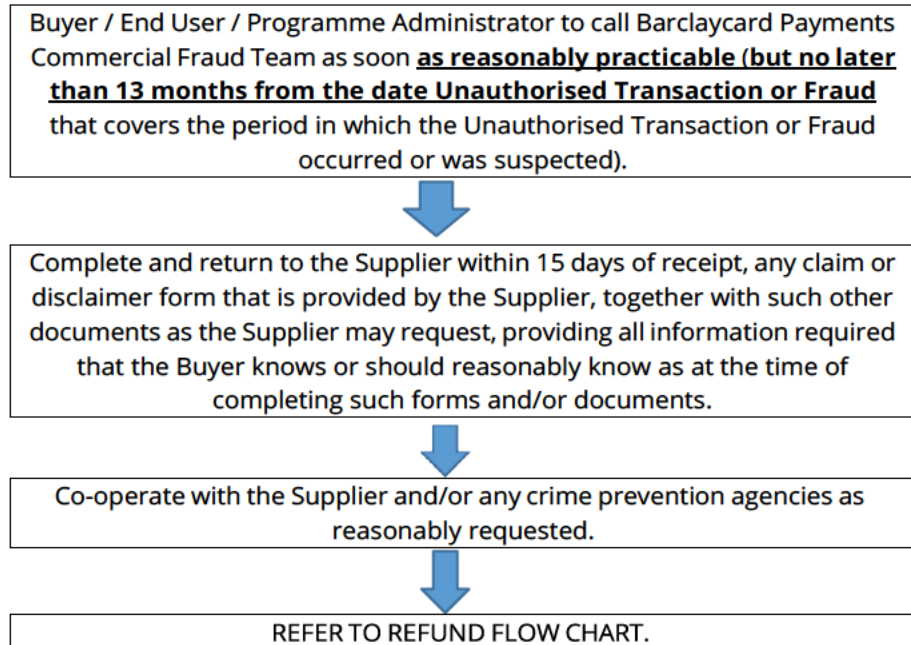 Buyer / End User / Programme Administrator to call Barclaycard Payments
Commercial Fraud Team as soon as reasonably practicable (but no later
than 13 months from the date Unauthorised Transaction or Fraud
that covers the period in which the Unauthorised Transaction or Fraud
occurred or was suspected).
Complete and return to the Supplier within 15 days of receipt, any claim or
disclaimer form that is provided by the Supplier, together with such other
documents as the Supplier may request, providing all information required
that the Buyer knows or should reasonably know as at the time of
completing such forms and/or documents.
Co-operate with the Supplier and/or any crime prevention agencies as
reasonably requested.
REFER TO REFUND FLOW CHART.